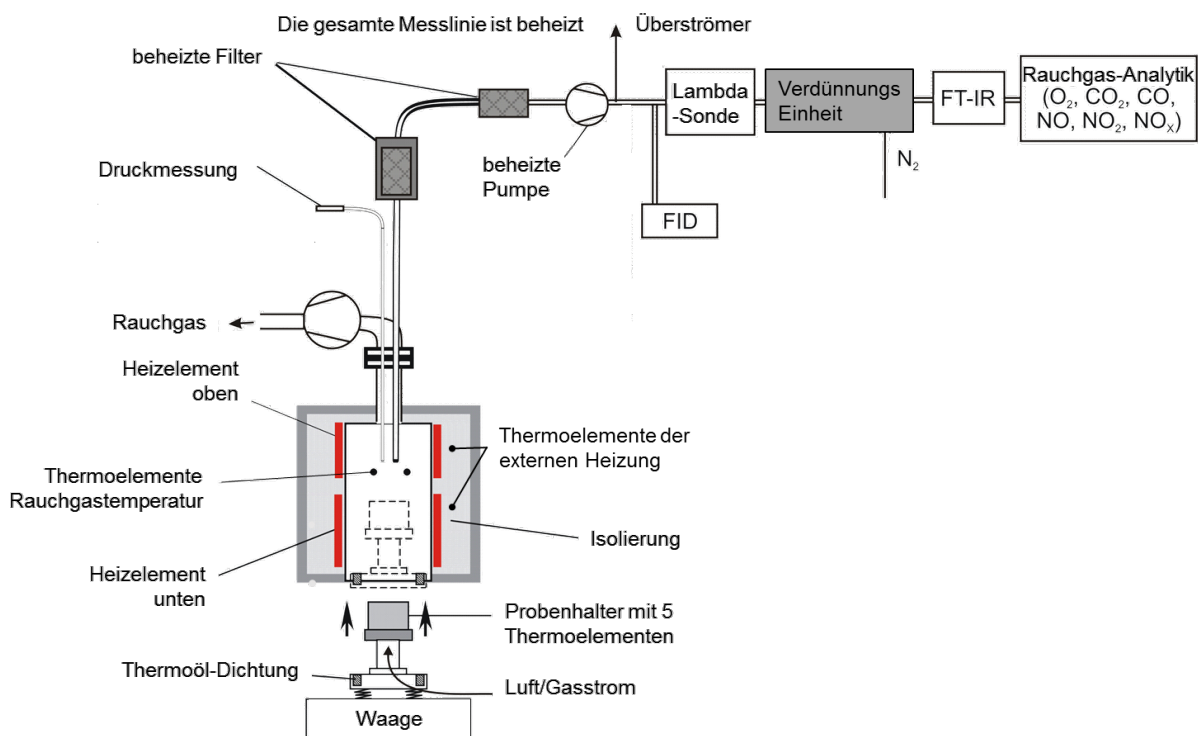 Die gesamte Messlinie ist beheizt
Überströmer
beheizte Filter
Lambda
-Sonde
Verdünnungs
Einheit
FT-IR
Rauchgas-Analytik
(O₂, CO₂, CO,
NO, NO₂, NOₓ)
beheizte
Pumpe
N₂
Druckmessung
FID
Rauchgas
Heizelement
oben
Thermoelemente der
externen Heizung
Thermoelemente
Rauchgastemperatur
Isolierung
Heizelement
unten
Probenhalter mit 5
Thermoelementen
Thermoöl-Dichtung
Luft/Gasstrom
Waage